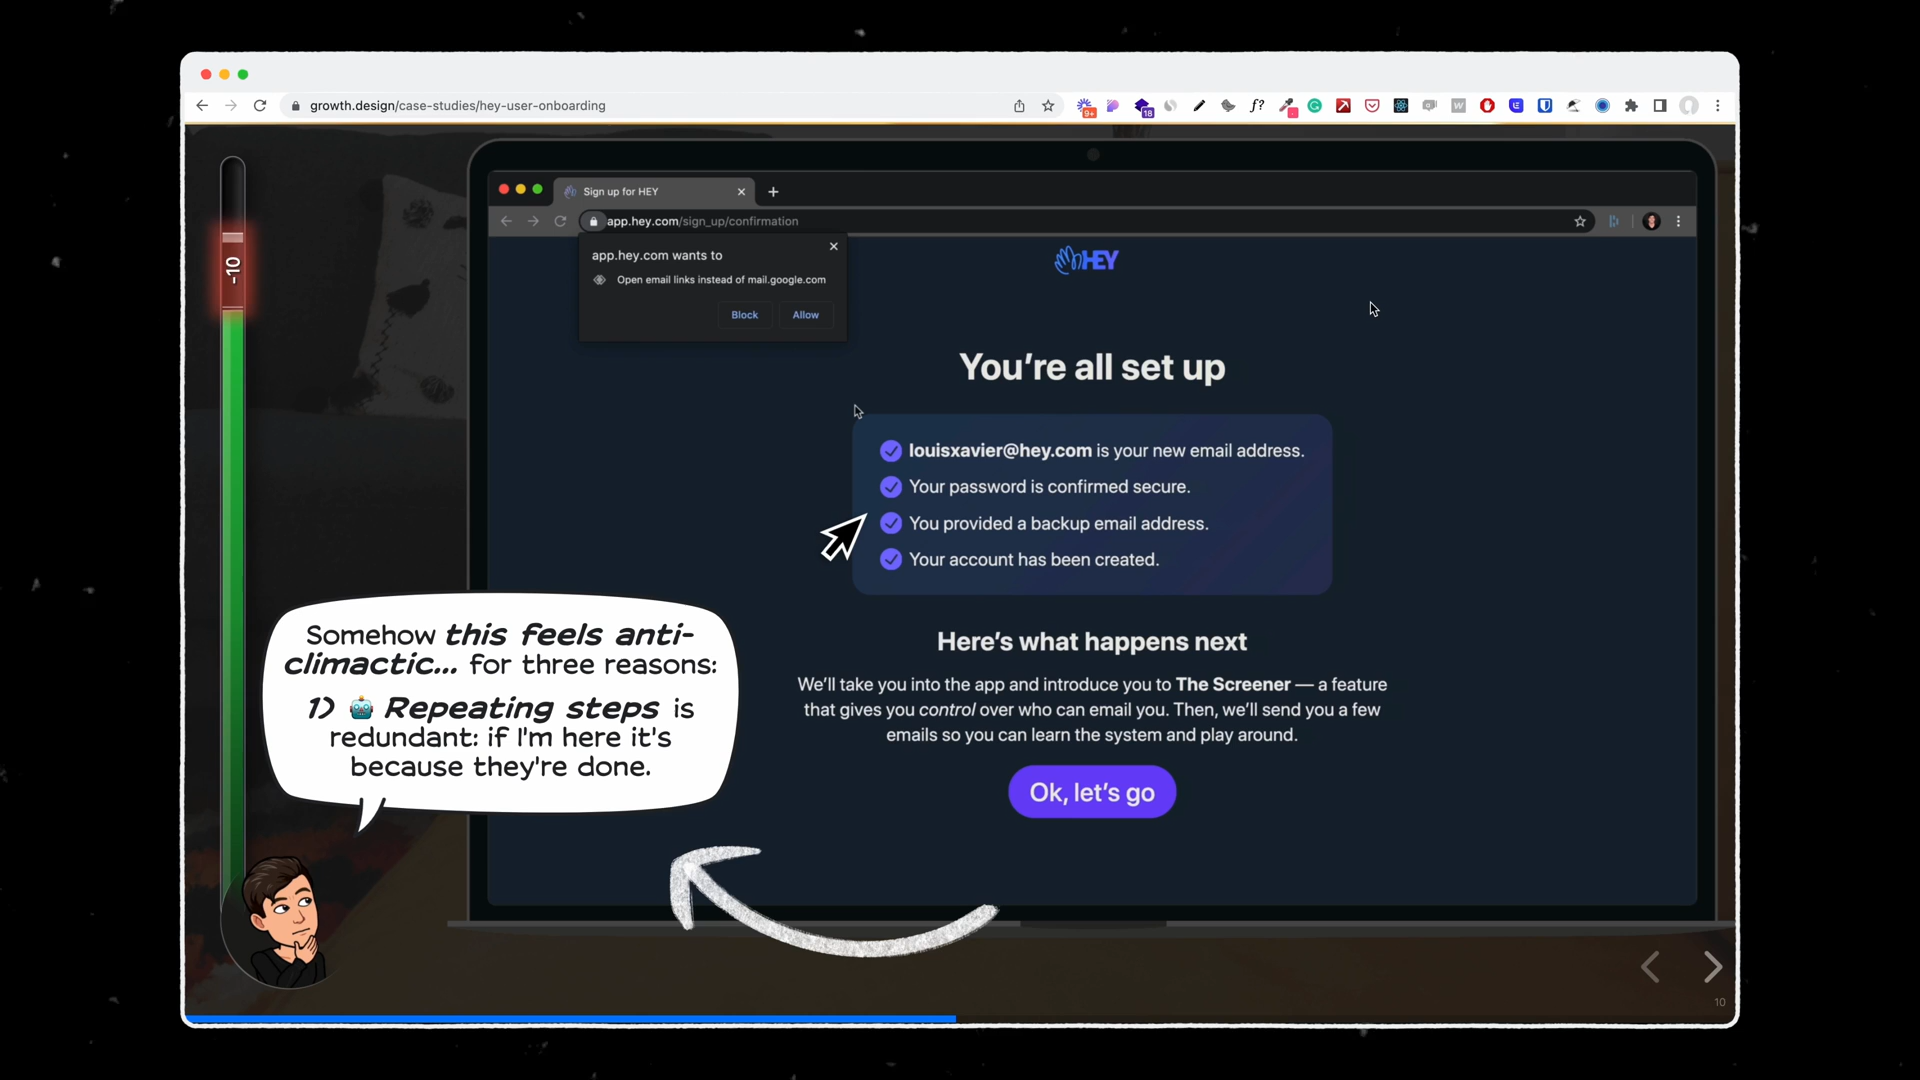 growth.design/case-studies/hey-user-onboarding
9+
18
f?
Sign up for HEY
app.hey.com/sign_up/confirmation
app.hey.com wants to
Open email links instead of mail.google.com
Block
Allow
HEY
-10
You're all set up
louisxavier@hey.com is your new email address.
Your password is confirmed secure.
You provided a backup email address.
Your account has been created.
Somehow this feels anti-
climactic... for three reasons:
1) Repeating steps is
redundant: if I'm here it's
because they're done.
Here's what happens next
We'll take you into the app and introduce you to The Screener — a feature
that gives you control over who can email you. Then, we'll send you a few
emails so you can learn the system and play around.
Ok, let's go
10